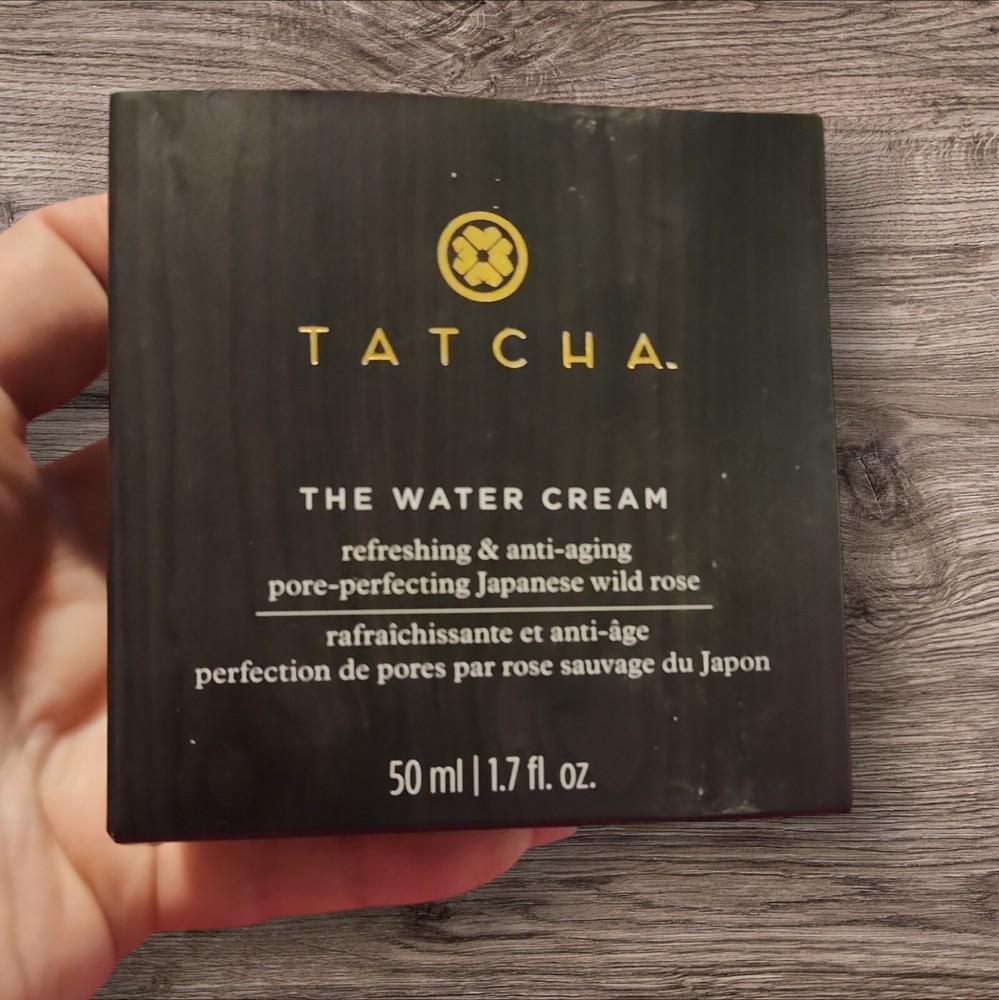 TATCHA™
THE WATER CREAM
refreshing & anti-aging
pore-perfecting Japanese wild rose
rafraîchissante et anti-âge
perfection de pores par rose sauvage du Japon
50 ml | 1.7 fl. oz.